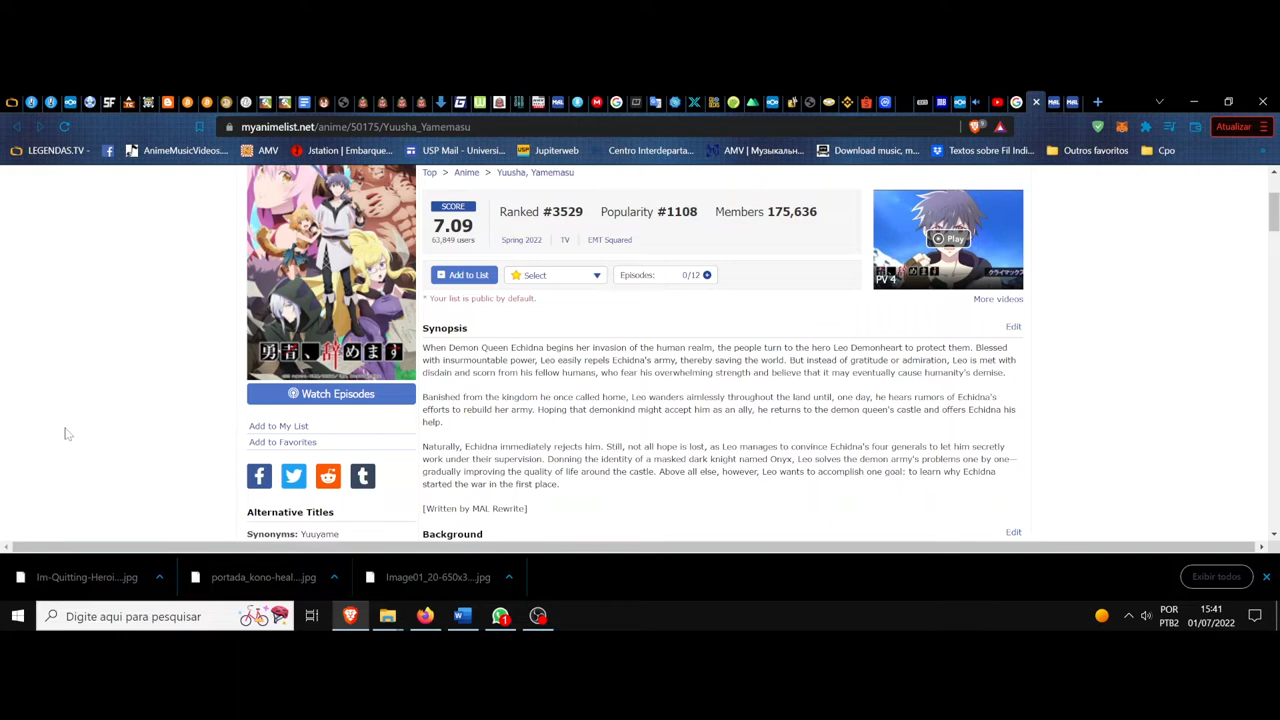 myanimelist.net/anime/50175/Yuusha_Yamemasu
Atualizar
LEGENDAS.TV
AnimeMusicVideos...
AMV
Jstation | Embarque...
USP Mail - Universi...
Jupiterweb
Centro Interdeparta...
AMV | Музыкальн...
Download music, m...
Textos sobre Fil Indi...
Outros favoritos
Cpo
Top > Anime > Yuusha, Yamemasu
SCORE
7.09
63,849 users
Ranked #3529 Popularity #1108 Members 175,636
Spring 2022 TV EMT Squared
Play
PV 4
Add to List Select Episodes: 0/12
* Your list is public by default.
More videos
Synopsis
Edit
When Demon Queen Echidna begins her invasion of the human realm, the people turn to the hero Leo Demonheart to protect them. Blessed
with insurmountable power, Leo easily repels Echidna's army, thereby saving the world. But instead of gratitude or admiration, Leo is met with
disdain and scorn from his fellow humans, who fear his overwhelming strength and believe that it may eventually cause humanity's demise.
Banished from the kingdom he once called home, Leo wanders aimlessly throughout the land until, one day, he hears rumors of Echidna's
efforts to rebuild her army. Hoping that demonkind might accept him as an ally, he returns to the demon queen's castle and offers Echidna his
help.
Naturally, Echidna immediately rejects him. Still, not all hope is lost, as Leo manages to convince Echidna's four generals to let him secretly
work under their supervision. Donning the identity of a masked dark knight named Onyx, Leo solves the demon army's problems one by one—
gradually improving the quality of life around the castle. Above all else, however, Leo wants to accomplish one goal: to learn why Echidna
started the war in the first place.
[Written by MAL Rewrite]
Background
Edit
勇者、辞めます
Watch Episodes
Add to My List
Add to Favorites
Alternative Titles
Synonyms: Yuuyame
Im-Quitting-Heroi....jpg
portada_kono-heal....jpg
Image01_20-650x3....jpg
Exibir todos
Digite aqui para pesquisar
POR
PTB2
15:41
01/07/2022